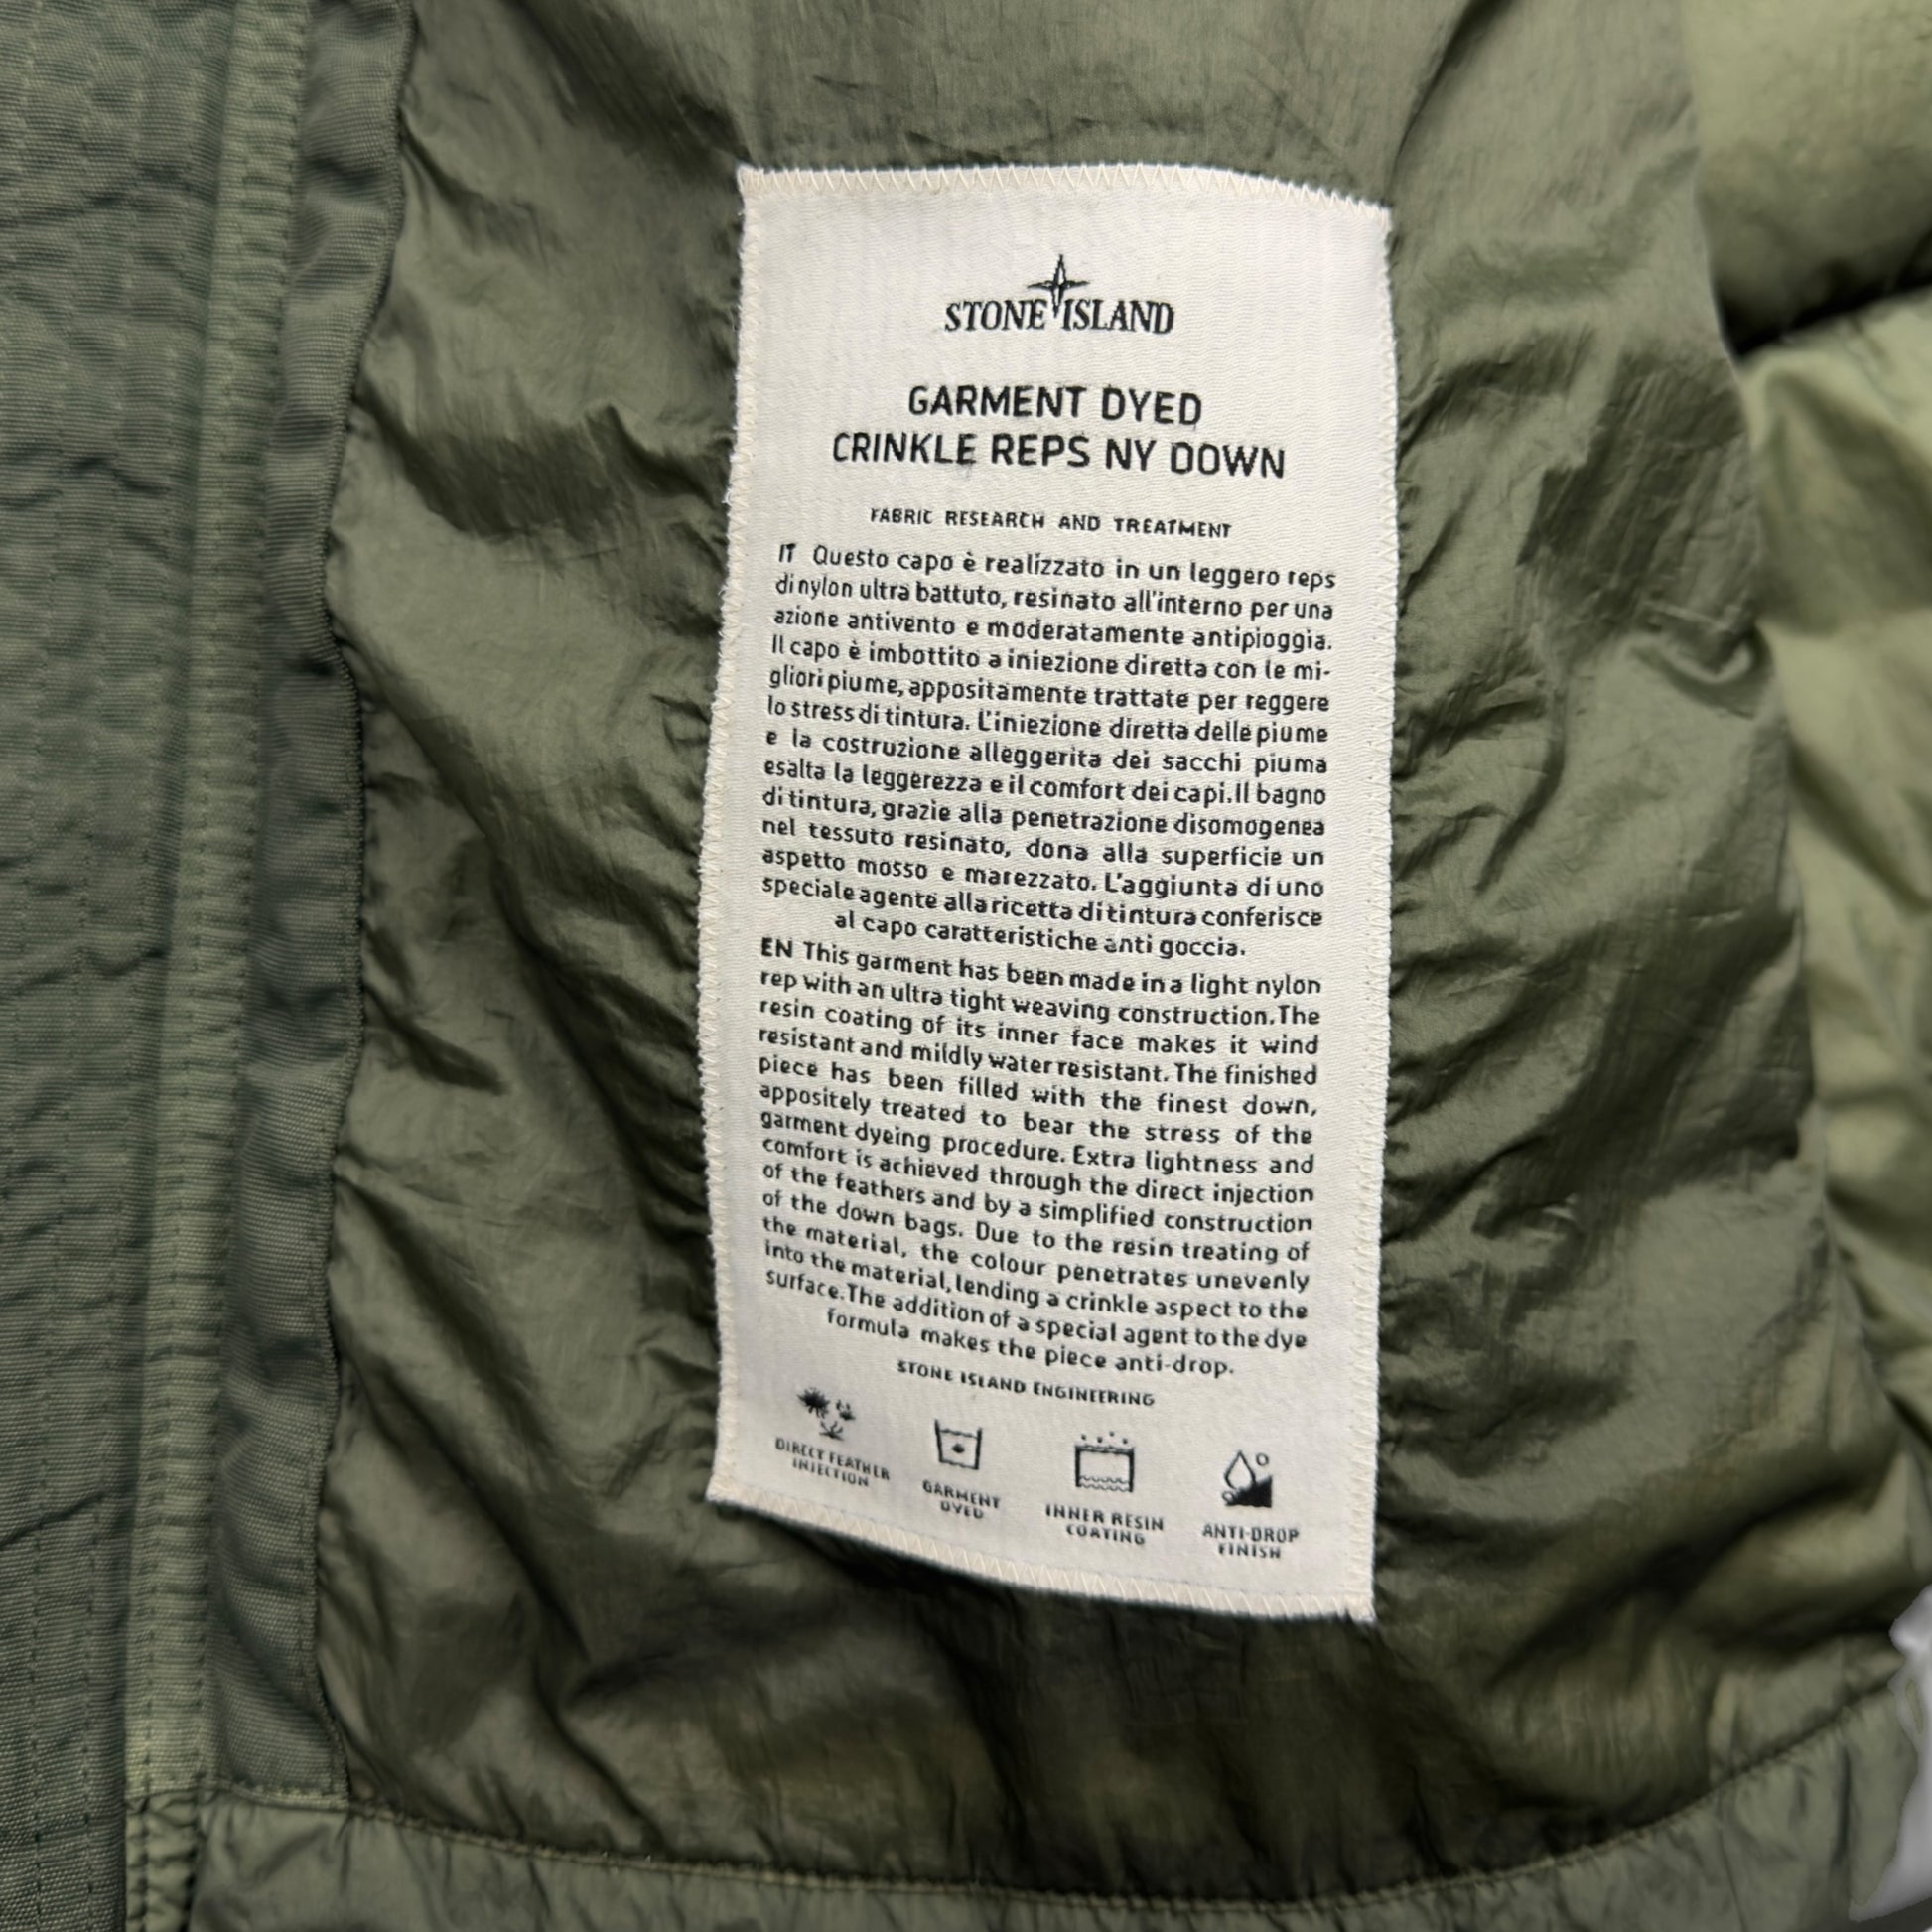 STONE ISLAND
GARMENT DYED
CRINKLE REPS NY DOWN
FABRIC RESEARCH AND TREATMENT
IT Questo capo è realizzato in un leggero reps
di nylon ultra battuto, resinato all'interno per una
azione antivento e moderatamente antipioggia.
Il capo è imbottito a iniezione diretta con le mi-
gliori piume, appositamente trattate per reggere
lo stress di tintura. L'iniezione diretta delle piume
e la costruzione alleggerita dei sacchi piuma
esalta la leggerezza e il comfort dei capi. Il bagno
di tintura, grazie alla penetrazione disomogenea
nel tessuto resinato, dona alla superficie un
aspetto mosso e marezzato. L'aggiunta di uno
speciale agente alla ricetta di tintura conferisce
al capo caratteristiche anti goccia.
EN This garment has been made in a light nylon
rep with an ultra tight weaving construction. The
resin coating of its inner face makes it wind
resistant and mildly water resistant. The finished
piece has been filled with the finest down,
appositely treated to bear the stress of the
garment dyeing procedure. Extra lightness and
comfort is achieved through the direct injection
of the feathers and by a simplified construction
of the down bags. Due to the resin treating of
the material, the colour penetrates unevenly
into the material, lending a crinkle aspect to the
surface. The addition of a special agent to the dye
formula makes the piece anti-drop.
STONE ISLAND ENGINEERING
DIRECT FEATHER
INJECTION
GARMENT
DYED
INNER RESIN
COATING
ANTI-DROP
FINISH